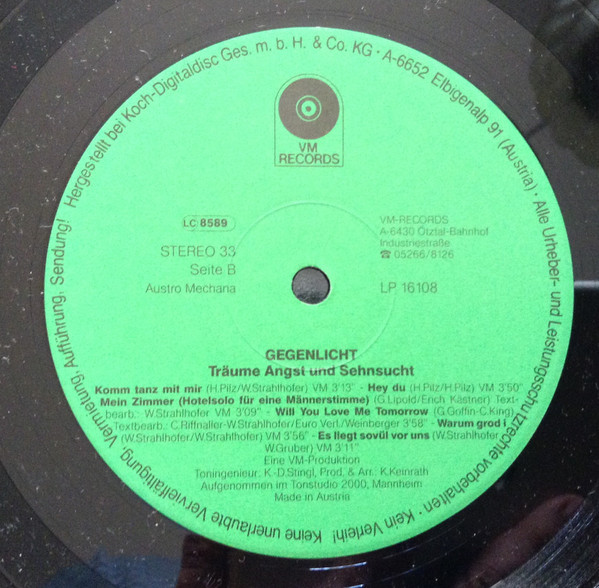 Hergestellt bei Koch-Digitaldisc Ges. m. b. H. & Co. KG · A-6652 Elbigenalp 91 (Austria) · Alle Urheber- und Leistungsschutzrechte vorbehalten · Kein Verleih! Keine unerlaubte Vervielfältigung, Vermietung, Aufführung, Sendung!
VM
RECORDS
LC 8589
STEREO 33
Seite B
Austro Mechana
VM-RECORDS
A-6430 Ötztal-Bahnhof
Industriestraße
☎ 05266/8126
LP 16108
GEGENLICHT
Träume Angst und Sehnsucht
Komm tanz mit mir (H.Pilz/W.Strahlhofer) VM 3'13" - Hey du (H.Pilz/H.Pilz) VM 3'50"
Mein Zimmer (Hotelsolo für eine Männerstimme) (G.Lipold/Erich Kästner) Text-
bearb.: W.Strahlhofer VM 3'09" - Will You Love Me Tomorrow (G.Goffin-C.King)
Textbearb.: C.Riffnaller-W.Strahlhofer/Euro Verl./Weinberger 3'58" - Warum grod i
(W.Strahlhofer/W.Strahlhofer) VM 3'56" - Es liegt sovül vor uns (W.Strahlhofer/
W.Gruber) VM 3'11"
Eine VM-Produktion
Toningenieur: K.-D.Stingl, Prod. & Arr.: K.Keinrath
Aufgenommen im Tonstudio 2000, Mannheim
Made in Austria